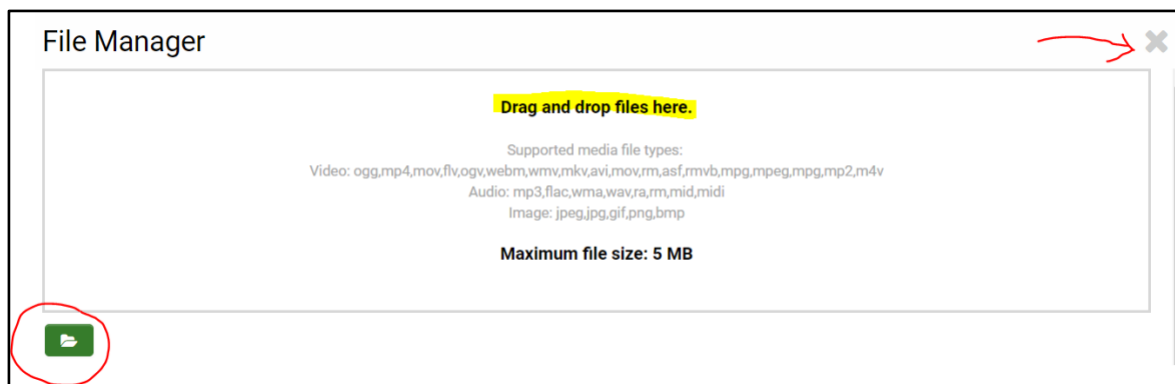 File Manager
Drag and drop files here.
Supported media file types:
Video: ogg,mp4,mov,flv,ogv,webm,wmv,mkv,avi,mov,rm,asf,rmvb,mpg,mpeg,mpg,mp2,m4v
Audio: mp3,flac,wma,wav,ra,rm,mid,midi
Image: jpeg,jpg,gif,png,bmp
Maximum file size: 5 MB